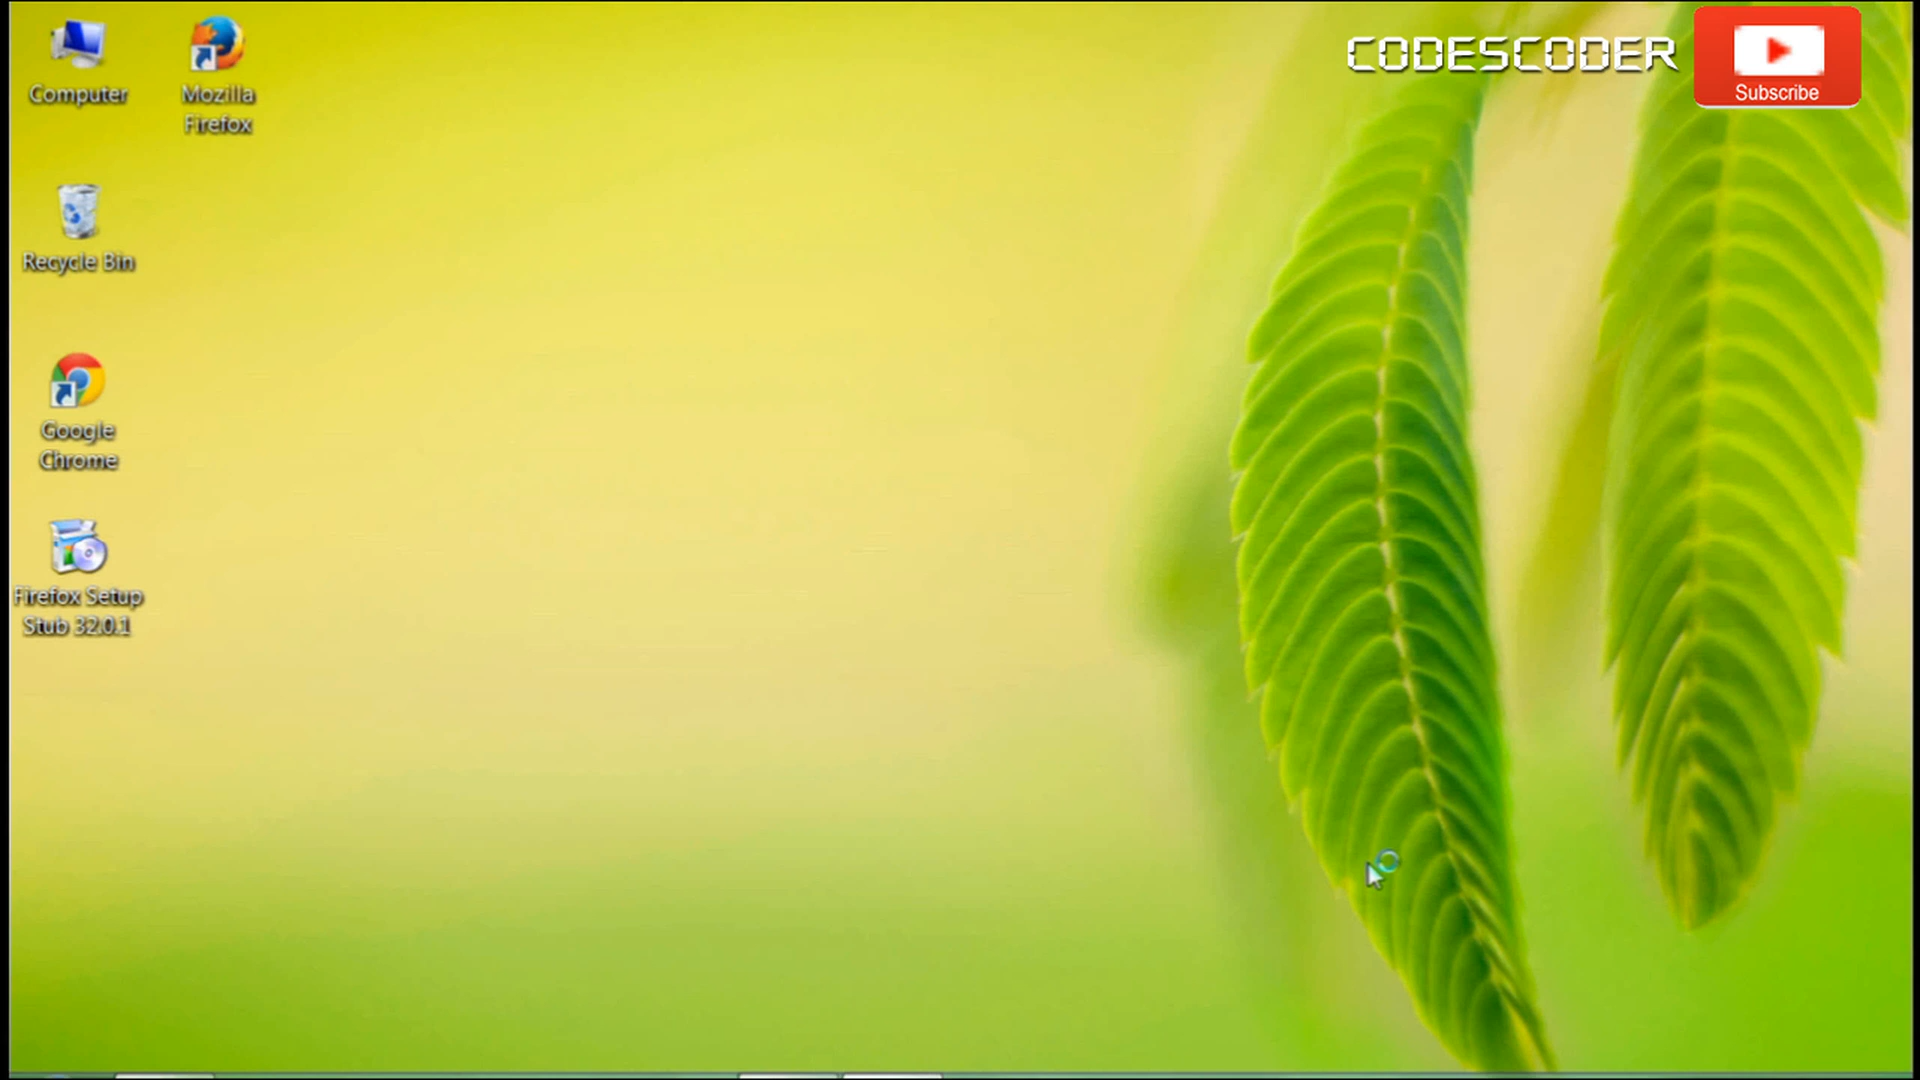 CODESCODER
Subscribe
Computer
Mozilla
Firefox
Recycle Bin
Google
Chrome
Firefox Setup
Stub 32.0.1